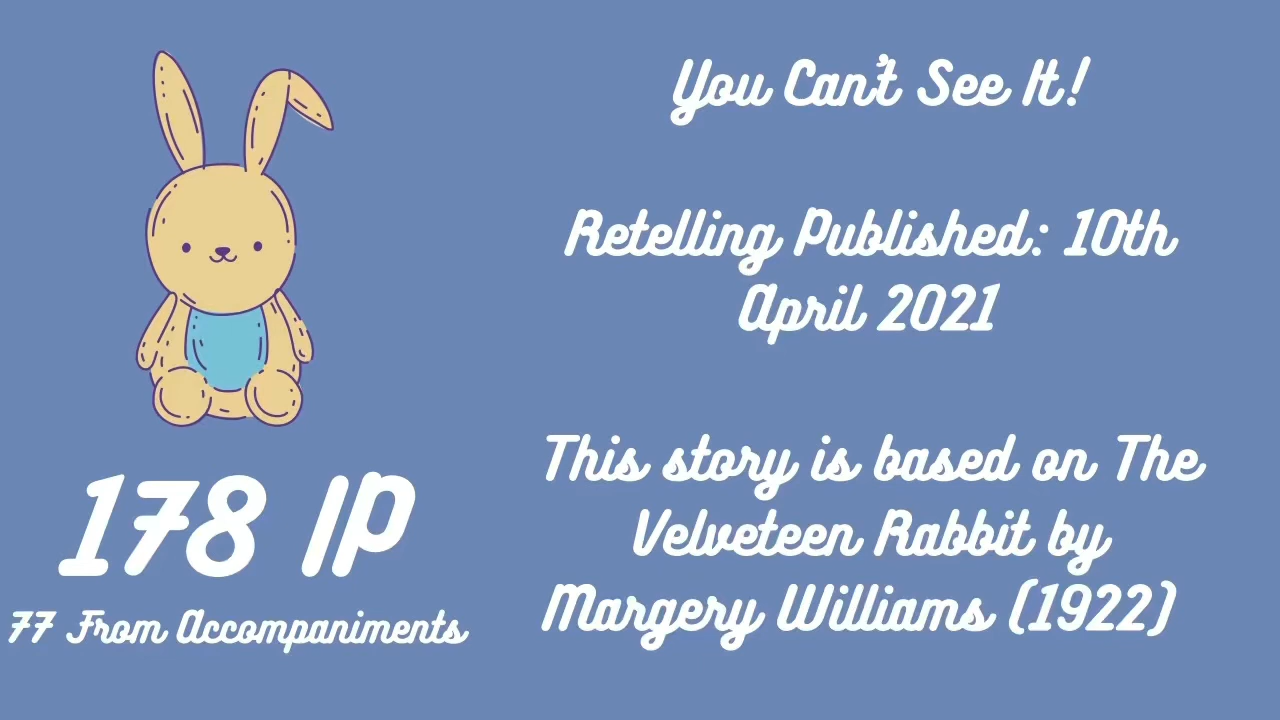 You Can't See It!
Retelling Published: 10th
April 2021
This story is based on The
Velveteen Rabbit by
Margery Williams (1922)
178 IP
77 From Accompaniments